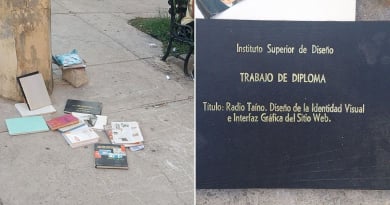 Instituto Superior de Diseño
TRABAJO DE DIPLOMA
Título: Radio Taíno. Diseño de la Identidad Visual
e Interfaz Gráfica del Sitio Web.